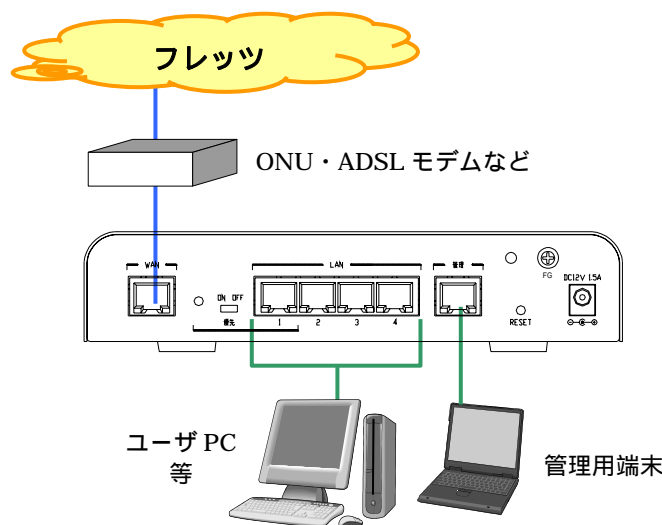 フレッツ
ONU・ADSL モデムなど
WAN
LAN
管理
FG
DC12V 1.5A
ON OFF
優先
1
2
3
4
RESET
ユーザ PC
等
管理用端末